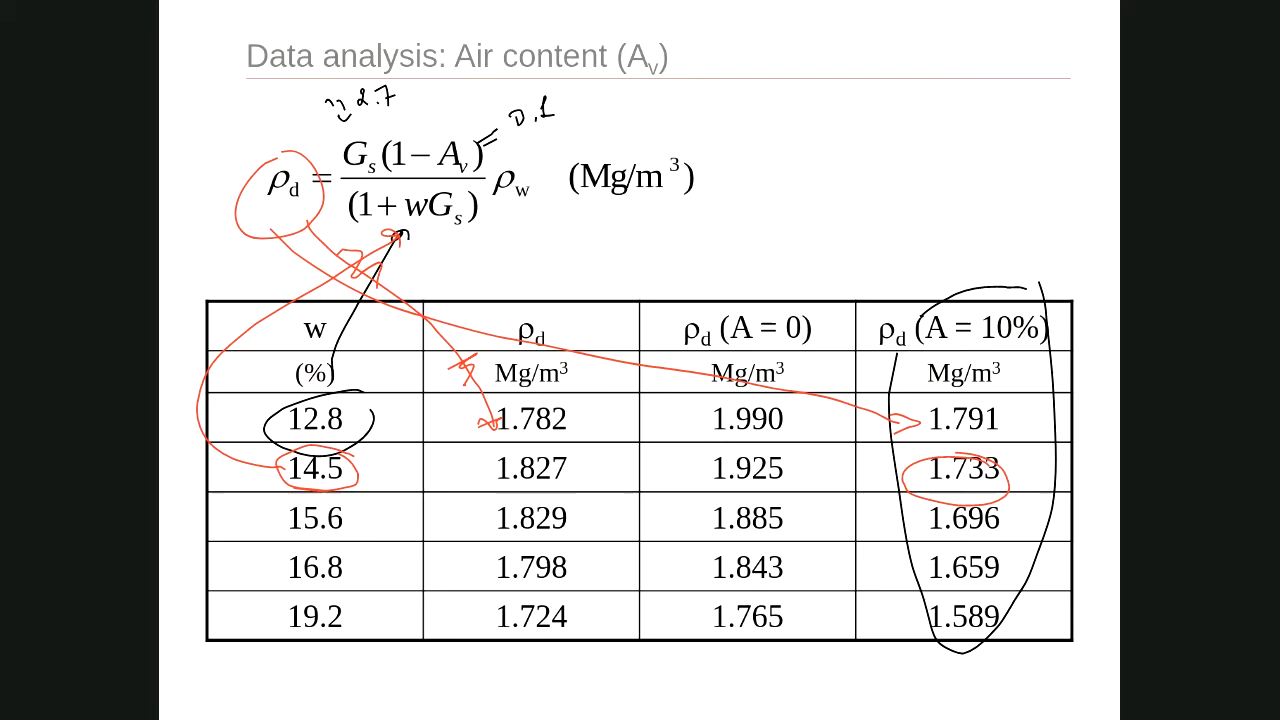 Data analysis: Air content (Aᵥ)
2.7
0.1
ρd = Gs(1 − Av) / (1 + wGs) ρw (Mg/m³)
w ρd ρd (A = 0) ρd (A = 10%)
(%) Mg/m³ Mg/m³ Mg/m³
12.8 1.782 1.990 1.791
14.5 1.827 1.925 1.733
15.6 1.829 1.885 1.696
16.8 1.798 1.843 1.659
19.2 1.724 1.765 1.589